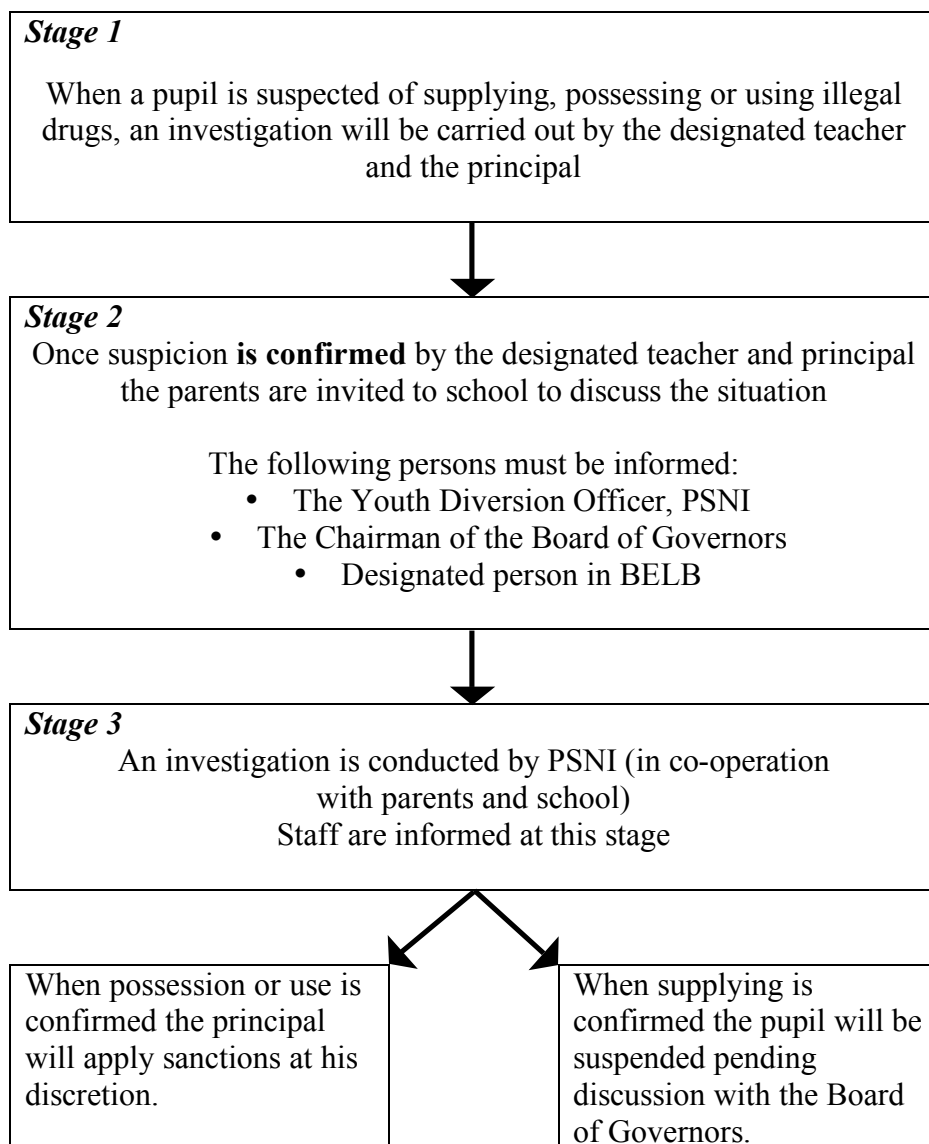 Stage 1
When a pupil is suspected of supplying, possessing or using illegal
drugs, an investigation will be carried out by the designated teacher
and the principal
Stage 2
Once suspicion is confirmed by the designated teacher and principal
the parents are invited to school to discuss the situation
The following persons must be informed:
• The Youth Diversion Officer, PSNI
• The Chairman of the Board of Governors
• Designated person in BELB
Stage 3
An investigation is conducted by PSNI (in co-operation
with parents and school)
Staff are informed at this stage
When possession or use is
confirmed the principal
will apply sanctions at his
discretion.
When supplying is
confirmed the pupil will be
suspended pending
discussion with the Board
of Governors.